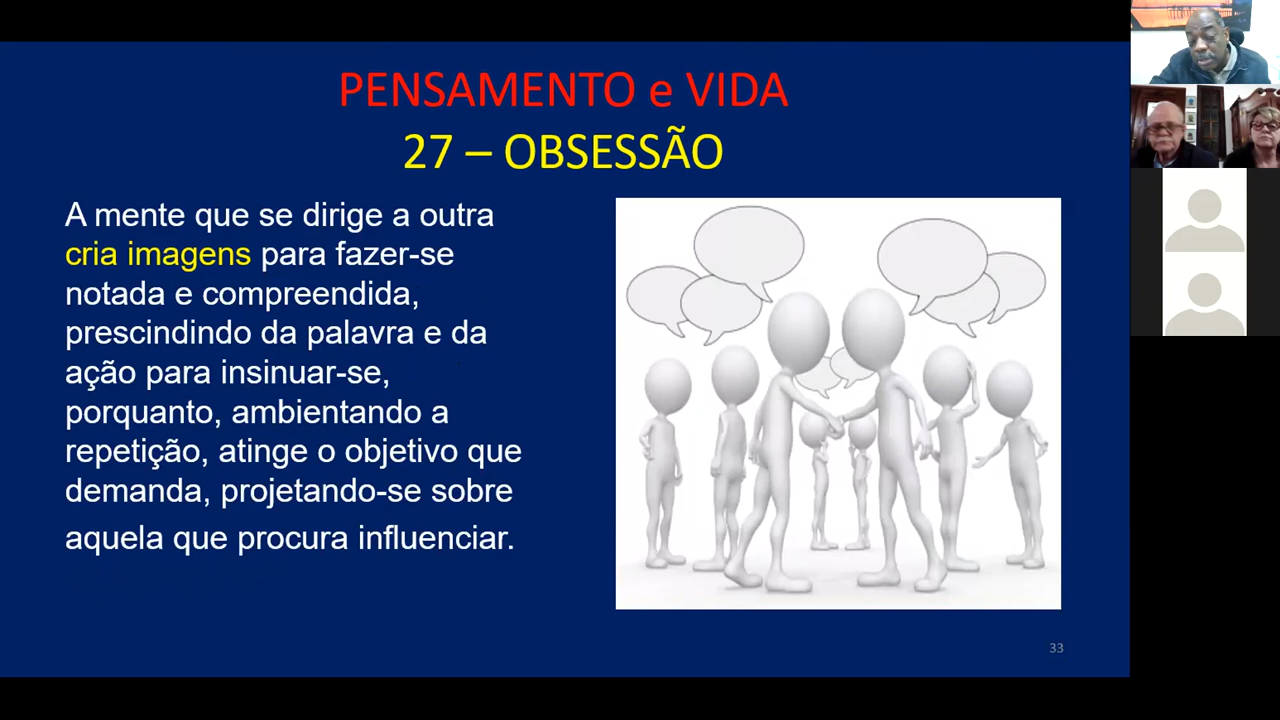 PENSAMENTO e VIDA
27 – OBSESSÃO
A mente que se dirige a outra
cria imagens para fazer-se
notada e compreendida,
prescindindo da palavra e da
ação para insinuar-se,
porquanto, ambientando a
repetição, atinge o objetivo que
demanda, projetando-se sobre
aquela que procura influenciar.
33